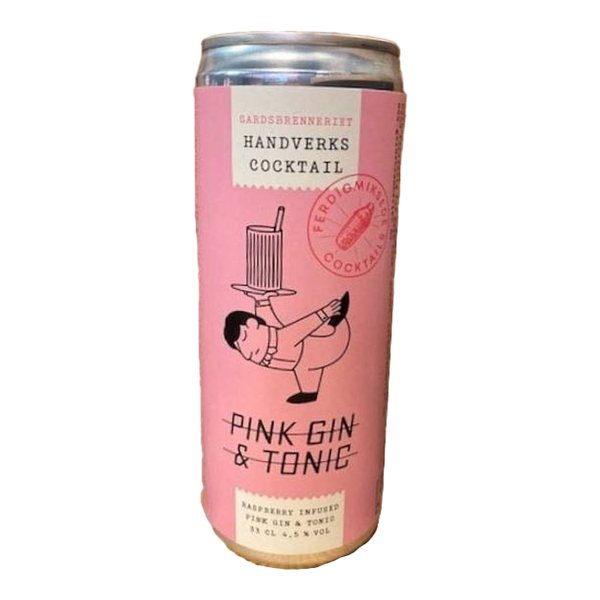 GARDSBRENNERIET
HANDVERKS
COCKTAIL
FERDIGMIKSEDE
COCKTAILS
PINK GIN
& TONIC
RASPBERRY INFUSED
PINK GIN & TONIC
33 CL 4,5 % VOL